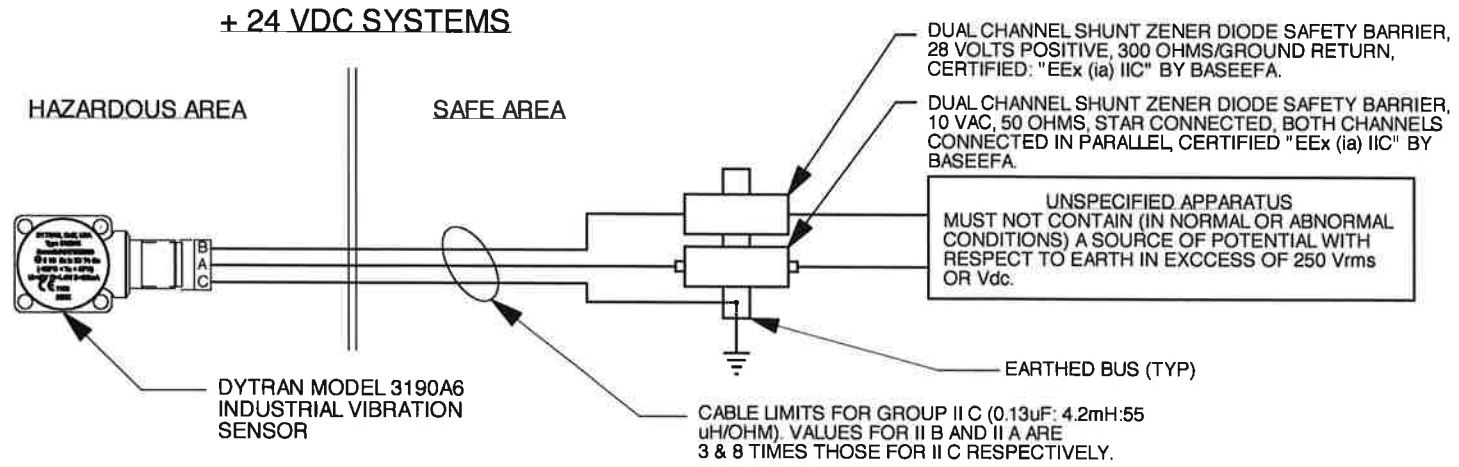 + 24 VDC SYSTEMS
HAZARDOUS AREA
SAFE AREA
DUAL CHANNEL SHUNT ZENER DIODE SAFETY BARRIER,
28 VOLTS POSITIVE, 300 OHMS/GROUND RETURN,
CERTIFIED: "EEx (ia) IIC" BY BASEEFA.
DUAL CHANNEL SHUNT ZENER DIODE SAFETY BARRIER,
10 VAC, 50 OHMS, STAR CONNECTED, BOTH CHANNELS
CONNECTED IN PARALLEL, CERTIFIED "EEx (ia) IIC" BY
BASEEFA.
UNSPECIFIED APPARATUS
MUST NOT CONTAIN (IN NORMAL OR ABNORMAL
CONDITIONS) A SOURCE OF POTENTIAL WITH
RESPECT TO EARTH IN EXCCESS OF 250 Vrms
OR Vdc.
B
A
C
EARTHED BUS (TYP)
DYTRAN MODEL 3190A6
INDUSTRIAL VIBRATION
SENSOR
CABLE LIMITS FOR GROUP II C (0.13uF: 4.2mH:55
uH/OHM). VALUES FOR II B AND II A ARE
3 & 8 TIMES THOSE FOR II C RESPECTIVELY.